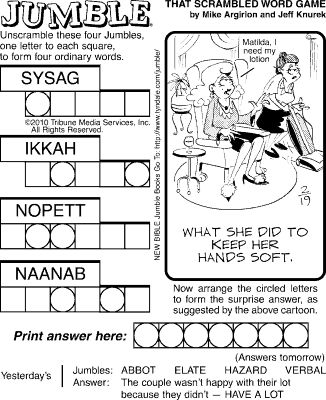 JUMBLE
THAT SCRAMBLED WORD GAME
by Mike Argirion and Jeff Knurek
Unscramble these four Jumbles,
one letter to each square,
to form four ordinary words.
SYSAG
©2010 Tribune Media Services, Inc.
All Rights Reserved.
IKKAH
NOPETT
NAANAB
NEW BIBLE Jumble Books Go To: http://www.tyndale.com/jumble/
Matilda, I
need my
lotion
2
19
WHAT SHE DID TO
KEEP HER
HANDS SOFT.
Now arrange the circled letters
to form the surprise answer, as
suggested by the above cartoon.
Print answer here:
(Answers tomorrow)
Yesterday's
Jumbles: ABBOT ELATE HAZARD VERBAL
Answer: The couple wasn't happy with their lot
because they didn't — HAVE A LOT